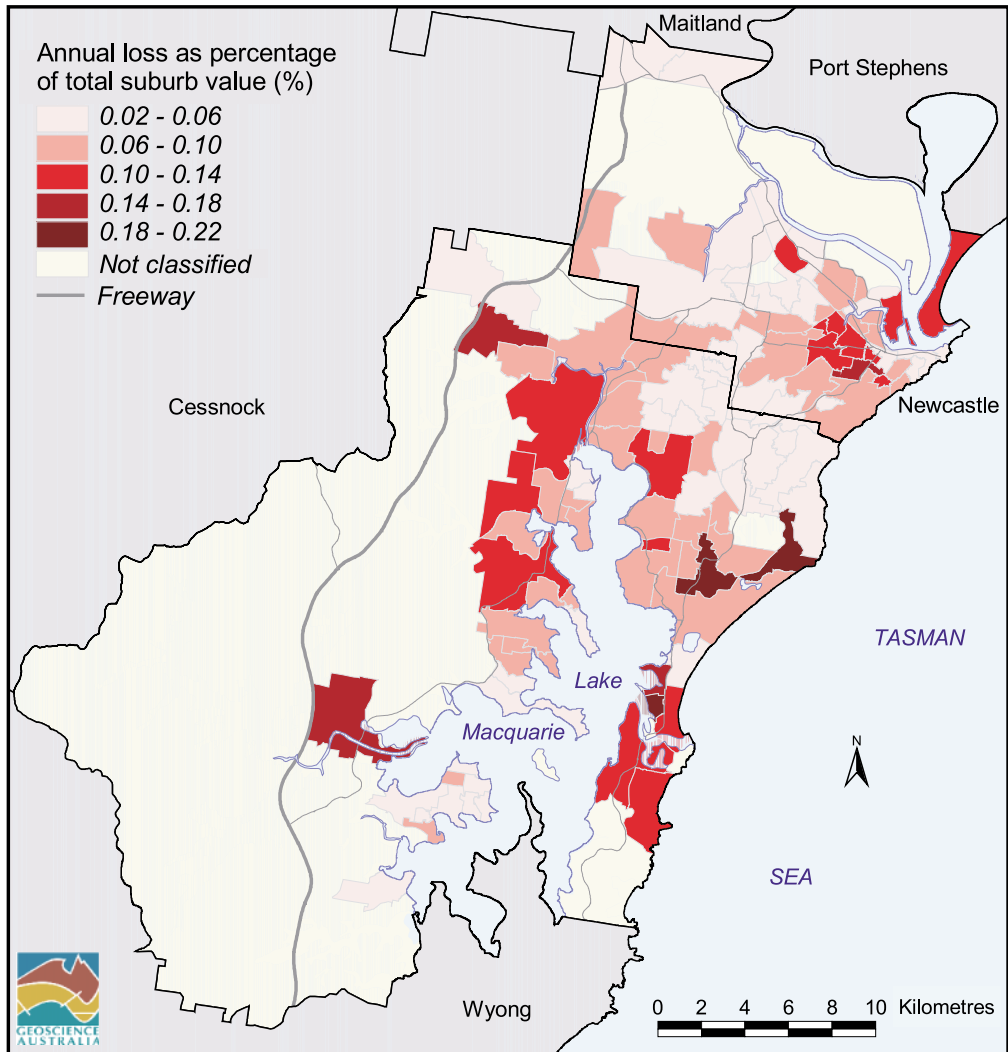 Annual loss as percentage
of total suburb value (%)
0.02 - 0.06
0.06 - 0.10
0.10 - 0.14
0.14 - 0.18
0.18 - 0.22
Not classified
Freeway
Maitland
Port Stephens
Cessnock
Newcastle
TASMAN
Lake
Macquarie
N
SEA
Wyong
0 2 4 6 8 10 Kilometres
GEOSCIENCE
AUSTRALIA